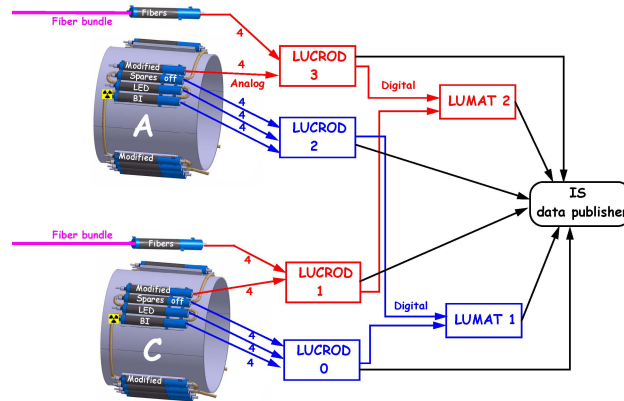 Fibers
Fiber bundle
4
Modified
Spares off
LED
BI
A
Modified
4
Analog
4
4
4
LUCROD
3
LUCROD
2
Digital
LUMAT 2
IS
data publisher
Fiber bundle
Fibers
4
Modified
Spares off
LED
BI
C
Modified
4
4
4
4
LUCROD
1
LUCROD
0
Digital
LUMAT 1